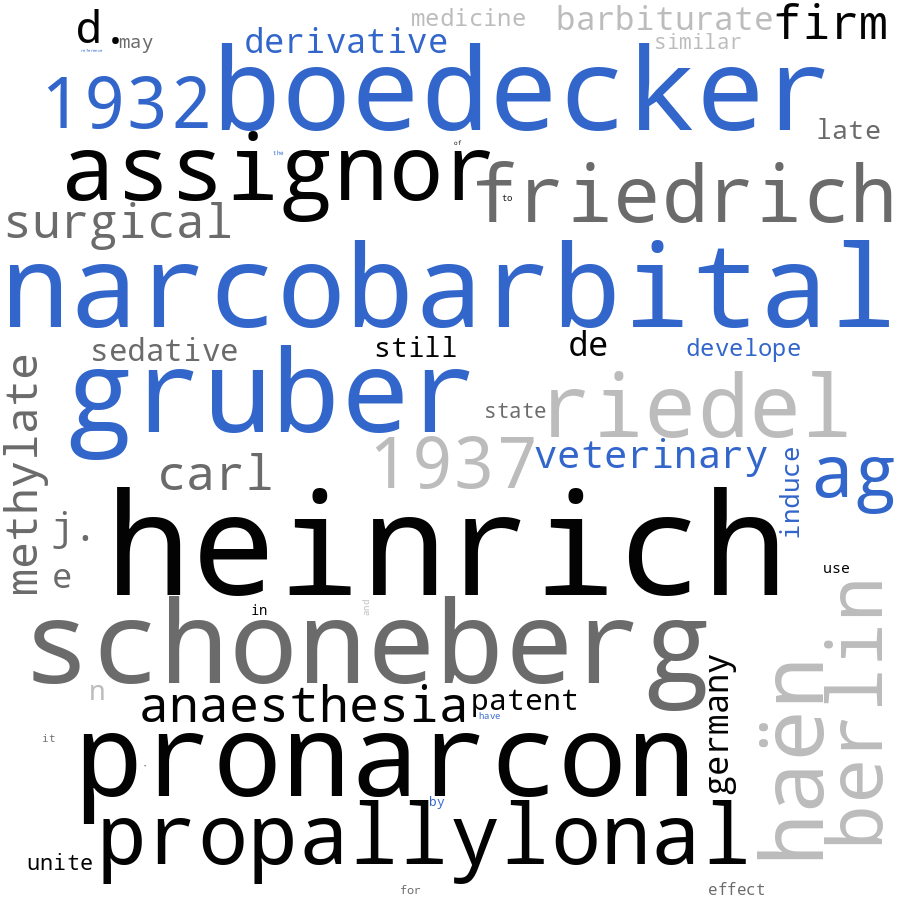 d.
may
reference
medicine
barbiturate
firm
derivative
similar
1932
boedecker
late
assignor
the
of
friedrich
to
surgical
narcobarbital
sedative
still
de
develope
methylate
gruber
state
riedel
1937
veterinary
carl
induce
ag
heinrich
j.
e
use
in
and
schoneberg
berlin
n
anaesthesia
patent
have
germany
haën
it
pronarcon
by
propallylonal
unite
for
effect